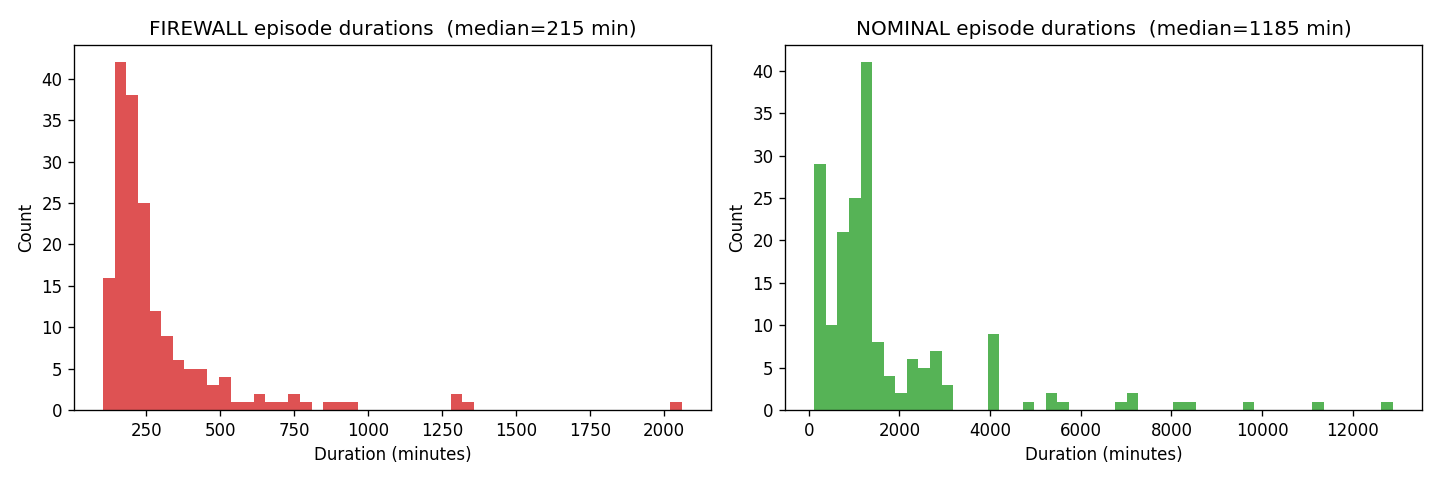 FIREWALL episode durations  (median=215 min)
Count
40
35
30
25
20
15
10
5
0
250 500 750 1000 1250 1500 1750 2000
Duration (minutes)
NOMINAL episode durations  (median=1185 min)
Count
40
35
30
25
20
15
10
5
0
0 2000 4000 6000 8000 10000 12000
Duration (minutes)